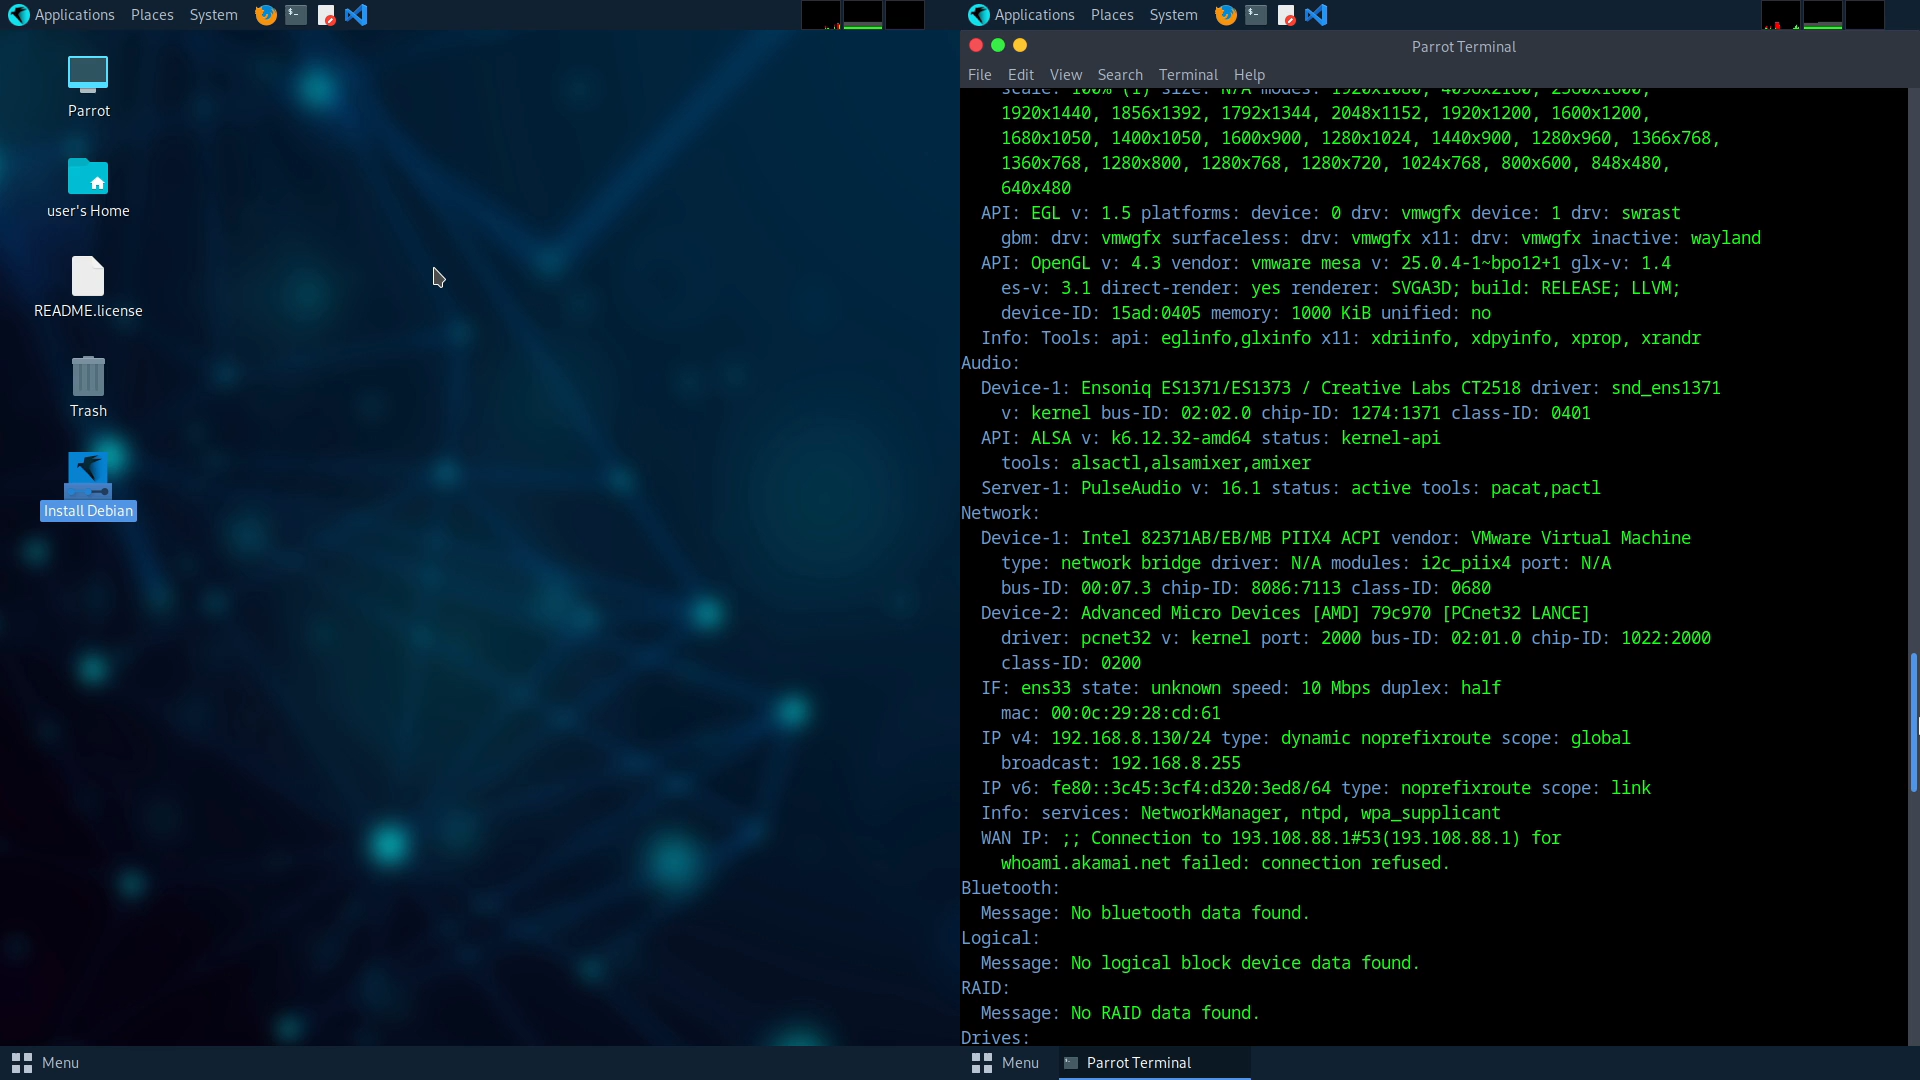 Applications Places System
Parrot
user's Home
README.license
Trash
Install Debian
Menu
Applications Places System
Parrot Terminal
File Edit View Search Terminal Help
scale: 100% (1) size: N/A modes: 1920x1080, 4096x2160, 2560x1600,
1920x1440, 1856x1392, 1792x1344, 2048x1152, 1920x1200, 1600x1200,
1680x1050, 1400x1050, 1600x900, 1280x1024, 1440x900, 1280x960, 1366x768,
1360x768, 1280x800, 1280x768, 1280x720, 1024x768, 800x600, 848x480,
640x480
API: EGL v: 1.5 platforms: device: 0 drv: vmwgfx device: 1 drv: swrast
gbm: drv: vmwgfx surfaceless: drv: vmwgfx x11: drv: vmwgfx inactive: wayland
API: OpenGL v: 4.3 vendor: vmware mesa v: 25.0.4-1~bpo12+1 glx-v: 1.4
es-v: 3.1 direct-render: yes renderer: SVGA3D; build: RELEASE; LLVM;
device-ID: 15ad:0405 memory: 1000 KiB unified: no
Info: Tools: api: eglinfo,glxinfo x11: xdriinfo, xdpyinfo, xprop, xrandr
Audio:
Device-1: Ensoniq ES1371/ES1373 / Creative Labs CT2518 driver: snd_ens1371
v: kernel bus-ID: 02:02.0 chip-ID: 1274:1371 class-ID: 0401
API: ALSA v: k6.12.32-amd64 status: kernel-api
tools: alsactl,alsamixer,amixer
Server-1: PulseAudio v: 16.1 status: active tools: pacat,pactl
Network:
Device-1: Intel 82371AB/EB/MB PIIX4 ACPI vendor: VMware Virtual Machine
type: network bridge driver: N/A modules: i2c_piix4 port: N/A
bus-ID: 00:07.3 chip-ID: 8086:7113 class-ID: 0680
Device-2: Advanced Micro Devices [AMD] 79c970 [PCnet32 LANCE]
driver: pcnet32 v: kernel port: 2000 bus-ID: 02:01.0 chip-ID: 1022:2000
class-ID: 0200
IF: ens33 state: unknown speed: 10 Mbps duplex: half
mac: 00:0c:29:28:cd:61
IP v4: 192.168.8.130/24 type: dynamic noprefixroute scope: global
broadcast: 192.168.8.255
IP v6: fe80::3c45:3cf4:d320:3ed8/64 type: noprefixroute scope: link
Info: services: NetworkManager, ntpd, wpa_supplicant
WAN IP: ;; Connection to 193.108.88.1#53(193.108.88.1) for
whoami.akamai.net failed: connection refused.
Bluetooth:
Message: No bluetooth data found.
Logical:
Message: No logical block device data found.
RAID:
Message: No RAID data found.
Drives:
Menu
Parrot Terminal